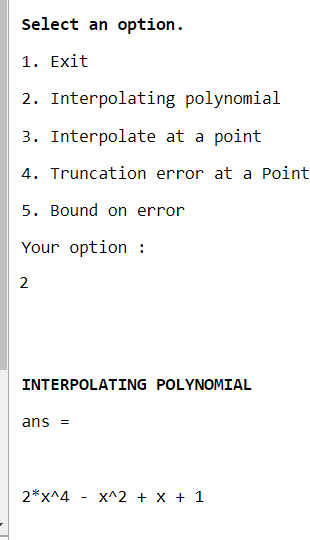 Select an option.
1. Exit
2. Interpolating polynomial
3. Interpolate at a point
4. Truncation error at a Point
5. Bound on error
Your option :
2
INTERPOLATING POLYNOMIAL
ans =
2*x^4 - x^2 + x + 1